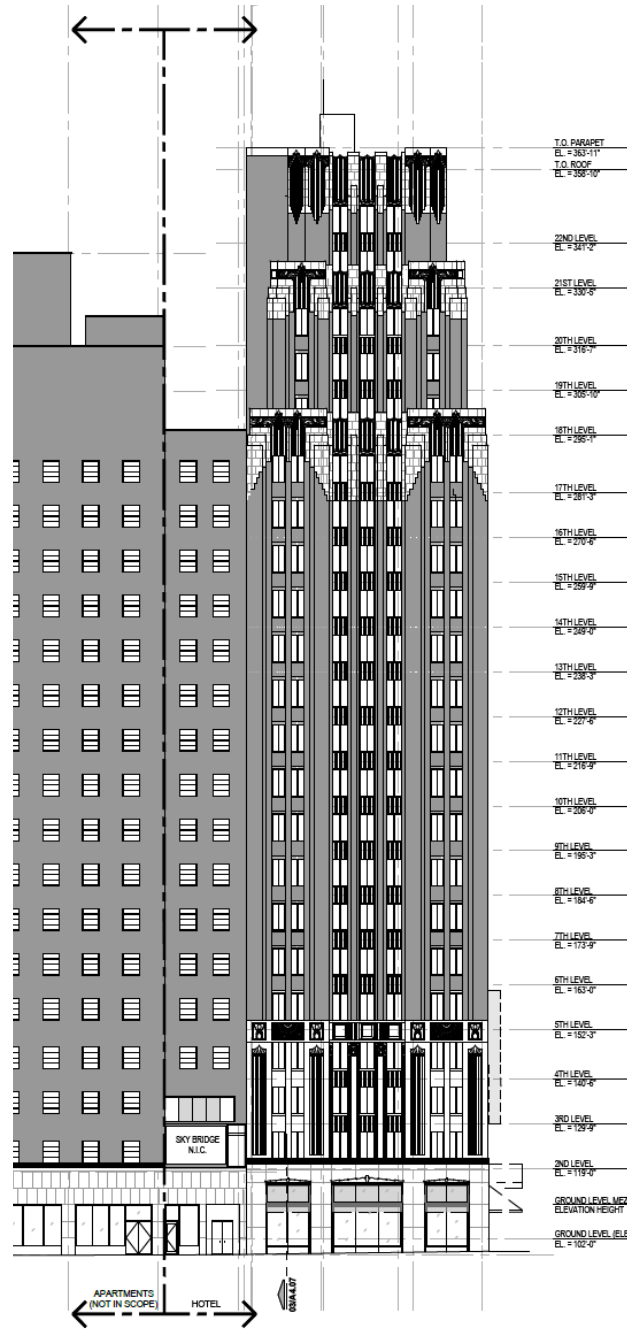 T.O. PARAPET
EL. = 363'-11"
T.O. ROOF
EL. = 358'-10"
22ND LEVEL
EL. = 341'-2"
21ST LEVEL
EL. = 330'-5"
20TH LEVEL
EL. = 316'-7"
19TH LEVEL
EL. = 305'-10"
18TH LEVEL
EL. = 295'-1"
17TH LEVEL
EL. = 281'-3"
16TH LEVEL
EL. = 270'-6"
15TH LEVEL
EL. = 259'-9"
14TH LEVEL
EL. = 249'-0"
13TH LEVEL
EL. = 238'-3"
12TH LEVEL
EL. = 227'-6"
11TH LEVEL
EL. = 216'-9"
10TH LEVEL
EL. = 206'-0"
9TH LEVEL
EL. = 195'-3"
8TH LEVEL
EL. = 184'-6"
7TH LEVEL
EL. = 173'-9"
6TH LEVEL
EL. = 163'-0"
5TH LEVEL
EL. = 152'-3"
4TH LEVEL
EL. = 140'-6"
3RD LEVEL
EL. = 129'-9"
SKY BRIDGE
N.I.C.
2ND LEVEL
EL. = 119'-0"
GROUND LEVEL MEZ
ELEVATION HEIGHT
GROUND LEVEL (ELE
EL. = 102'-0"
APARTMENTS
(NOT IN SCOPE)
HOTEL
03/A4.07